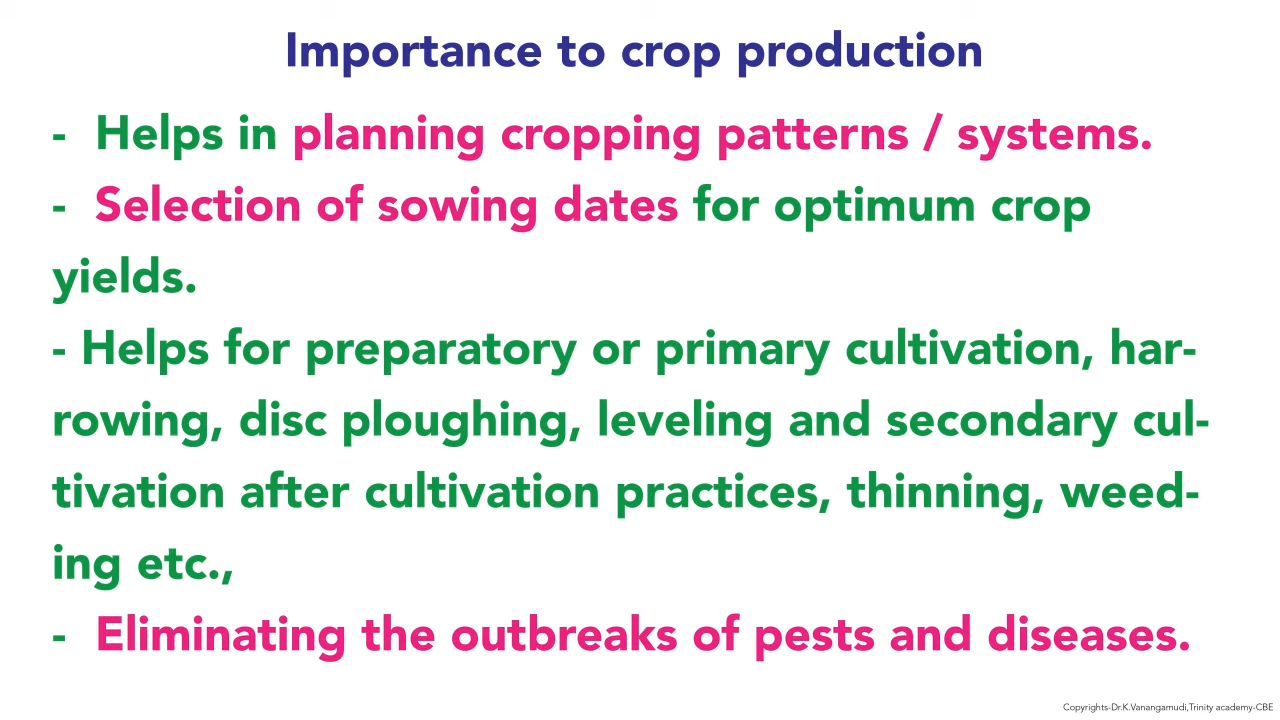 Importance to crop production
- Helps in planning cropping patterns / systems.
- Selection of sowing dates for optimum crop
yields.
- Helps for preparatory or primary cultivation, har-
rowing, disc ploughing, leveling and secondary cul-
tivation after cultivation practices, thinning, weed-
ing etc.,
- Eliminating the outbreaks of pests and diseases.
Copyrights-Dr.K.Vanangamudi,Trinity academy-CBE